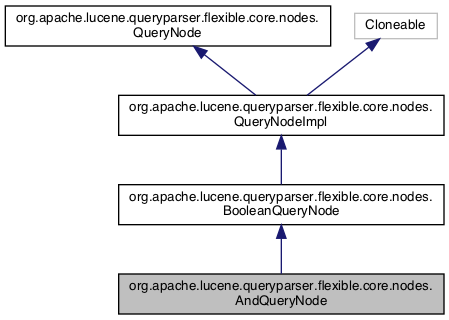 org.apache.lucene.queryparser.flexible.core.nodes.
QueryNode
Cloneable
org.apache.lucene.queryparser.flexible.core.nodes.
QueryNodeImpl
org.apache.lucene.queryparser.flexible.core.nodes.
BooleanQueryNode
org.apache.lucene.queryparser.flexible.core.nodes.
AndQueryNode